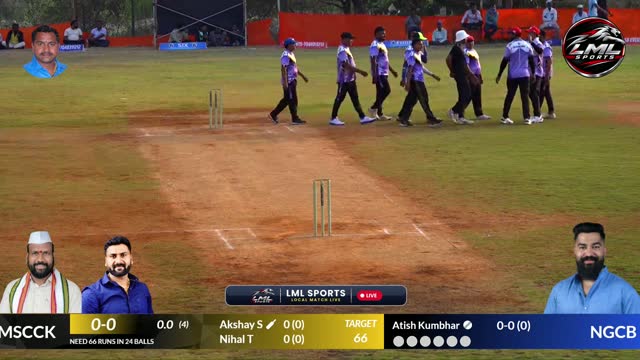 LML
SPORTS
LML SPORTS
LOCAL MATCH LIVE
LIVE
MSCCK
0-0
0.0 (4)
NEED 66 RUNS IN 24 BALLS
Akshay S 0 (0)
Nihal T 0 (0)
TARGET
66
Atish Kumbhar 0-0 (0)
NGCB